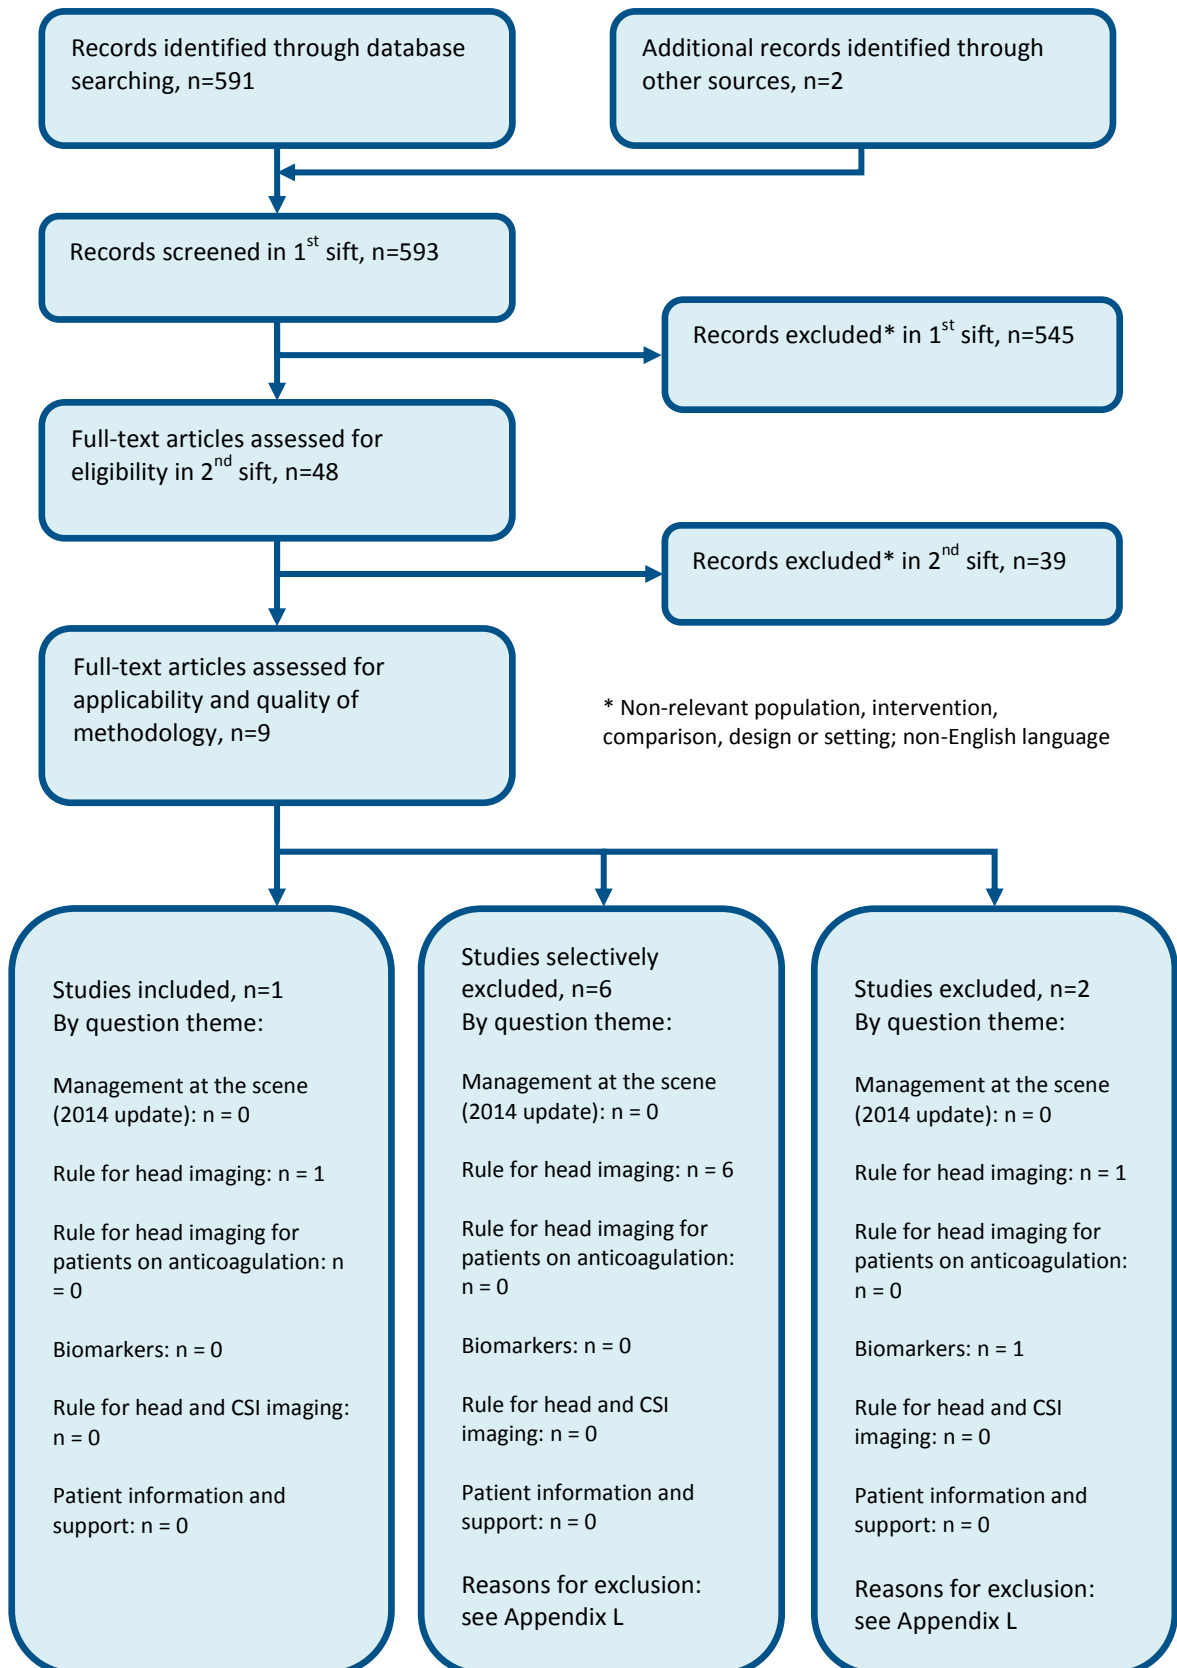 Records identified through database
searching, n=591
Additional records identified through
other sources, n=2
Records screened in 1st sift, n=593
Records excluded* in 1st sift, n=545
Full-text articles assessed for
eligibility in 2nd sift, n=48
Records excluded* in 2nd sift, n=39
Full-text articles assessed for
applicability and quality of
methodology, n=9
* Non-relevant population, intervention,
comparison, design or setting; non-English language
Studies included, n=1
By question theme:
Management at the scene
(2014 update): n = 0
Rule for head imaging: n = 1
Rule for head imaging for
patients on anticoagulation: n
= 0
Biomarkers: n = 0
Rule for head and CSI imaging:
n = 0
Patient information and
support: n = 0
Studies selectively
excluded, n=6
By question theme:
Management at the scene
(2014 update): n = 0
Rule for head imaging: n = 6
Rule for head imaging for
patients on anticoagulation:
n = 0
Biomarkers: n = 0
Rule for head and CSI
imaging: n = 0
Patient information and
support: n = 0
Reasons for exclusion:
see Appendix L
Studies excluded, n=2
By question theme:
Management at the scene
(2014 update): n = 0
Rule for head imaging: n = 1
Rule for head imaging for
patients on anticoagulation:
n = 0
Biomarkers: n = 1
Rule for head and CSI
imaging: n = 0
Patient information and
support: n = 0
Reasons for exclusion:
see Appendix L